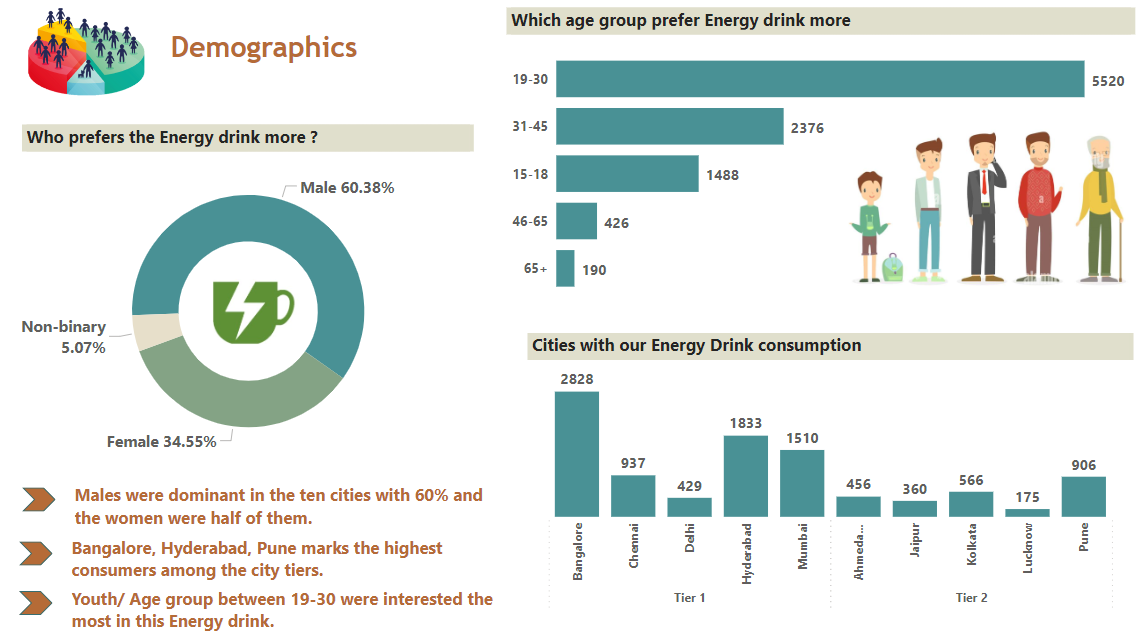 Demographics
Who prefers the Energy drink more ?
Male 60.38%
Non-binary
5.07%
Female 34.55%
Males were dominant in the ten cities with 60% and
the women were half of them.
Bangalore, Hyderabad, Pune marks the highest
consumers among the city tiers.
Youth/ Age group between 19-30 were interested the
most in this Energy drink.
Which age group prefer Energy drink more
19-30 5520
31-45 2376
15-18 1488
46-65 426
65+ 190
Cities with our Energy Drink consumption
2828 937 429 1833 1510 456 360 566 175 906
Bangalore
Chennai
Delhi
Hyderabad
Mumbai
Ahmeda...
Jaipur
Kolkata
Lucknow
Pune
Tier 1 Tier 2